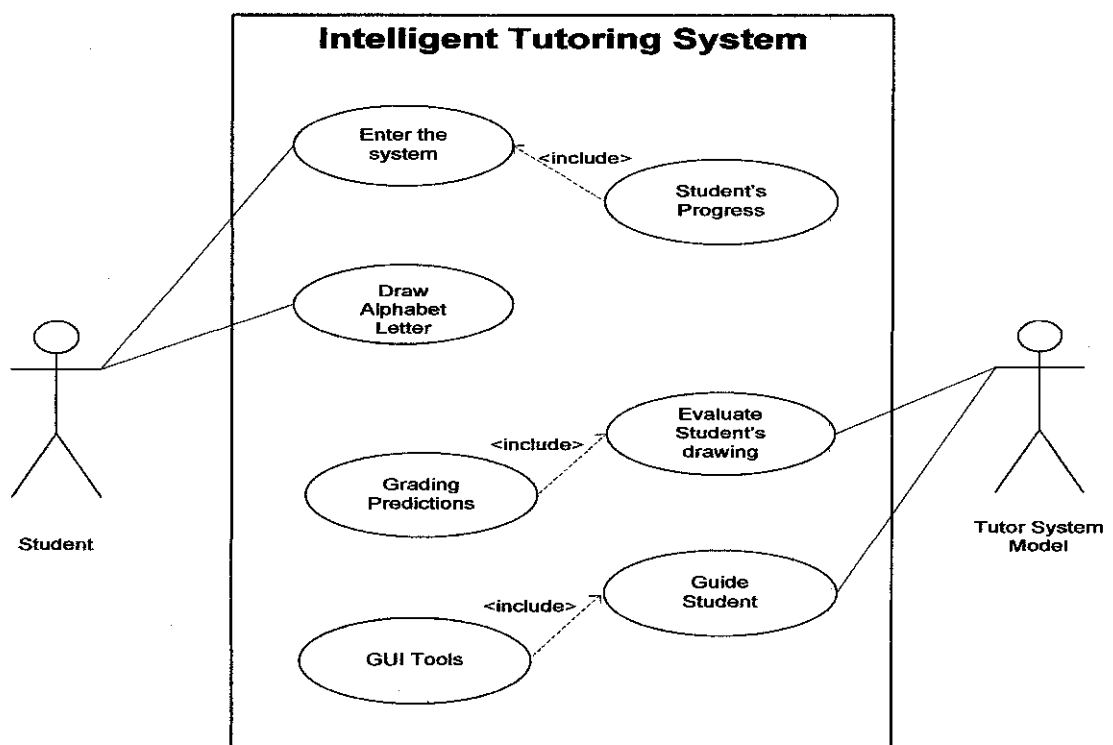 Intelligent Tutoring System
Enter the
system
<include>
Student's
Progress
Draw
Alphabet
Letter
Evaluate
Student's
drawing
<include>
Grading
Predictions
Student
Tutor System
Model
Guide
Student
<include>
GUI Tools